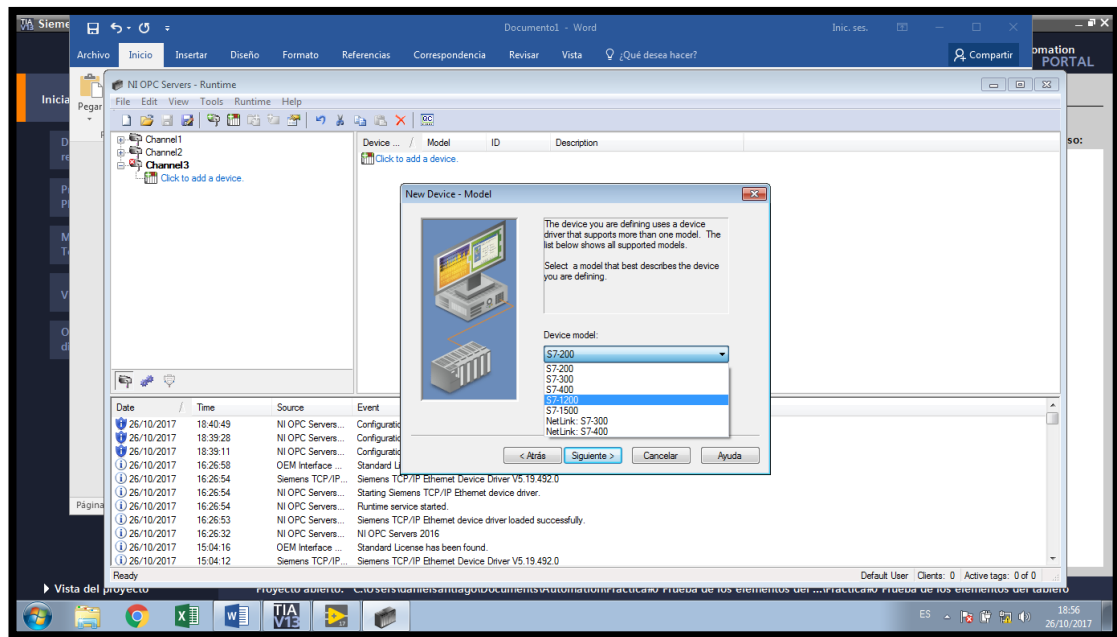 TIA Sieme
Documento1 - Word
Inic. ses.
Archivo Inicio Insertar Diseño Formato Referencias Correspondencia Revisar Vista ¿Qué desea hacer? Compartir
omation
PORTAL
Inicia
Pegar
NI OPC Servers - Runtime
File Edit View Tools Runtime Help
Channel1
Channel2
Channel3
Click to add a device.
Device ... / Model ID Description
Click to add a device.
so:
D
re
P
Pl
M
Te
V
O
di
New Device - Model
The device you are defining uses a device
driver that supports more than one model. The
list below shows all supported models.
Select a model that best describes the device
you are defining.
Device model:
S7-200
S7-200
S7-300
S7-400
S7-1200
S7-1500
NetLink: S7-300
NetLink: S7-400
< Atrás Siguiente > Cancelar Ayuda
Date / Time Source Event
26/10/2017 18:40:49 NI OPC Servers... Configuratio
26/10/2017 18:39:28 NI OPC Servers... Configuratio
26/10/2017 18:39:11 NI OPC Servers... Configuratio
26/10/2017 16:26:58 OEM Interface ... Standard Li
26/10/2017 16:26:54 Siemens TCP/IP... Siemens TCP/IP Ethernet Device Driver V5.19.492.0
26/10/2017 16:26:54 NI OPC Servers... Starting Siemens TCP/IP Ethernet device driver.
26/10/2017 16:26:54 NI OPC Servers... Runtime service started.
26/10/2017 16:26:53 NI OPC Servers... Siemens TCP/IP Ethernet device driver loaded successfully.
26/10/2017 16:26:32 NI OPC Servers... NI OPC Servers 2016
26/10/2017 15:04:16 OEM Interface ... Standard License has been found.
26/10/2017 15:04:12 Siemens TCP/IP... Siemens TCP/IP Ethernet Device Driver V5.19.492.0
Página
Ready
Default User Clients: 0 Active tags: 0 of 0
Vista del proyecto
Proyecto abierto:
TIA
V13
ES
18:56
26/10/2017